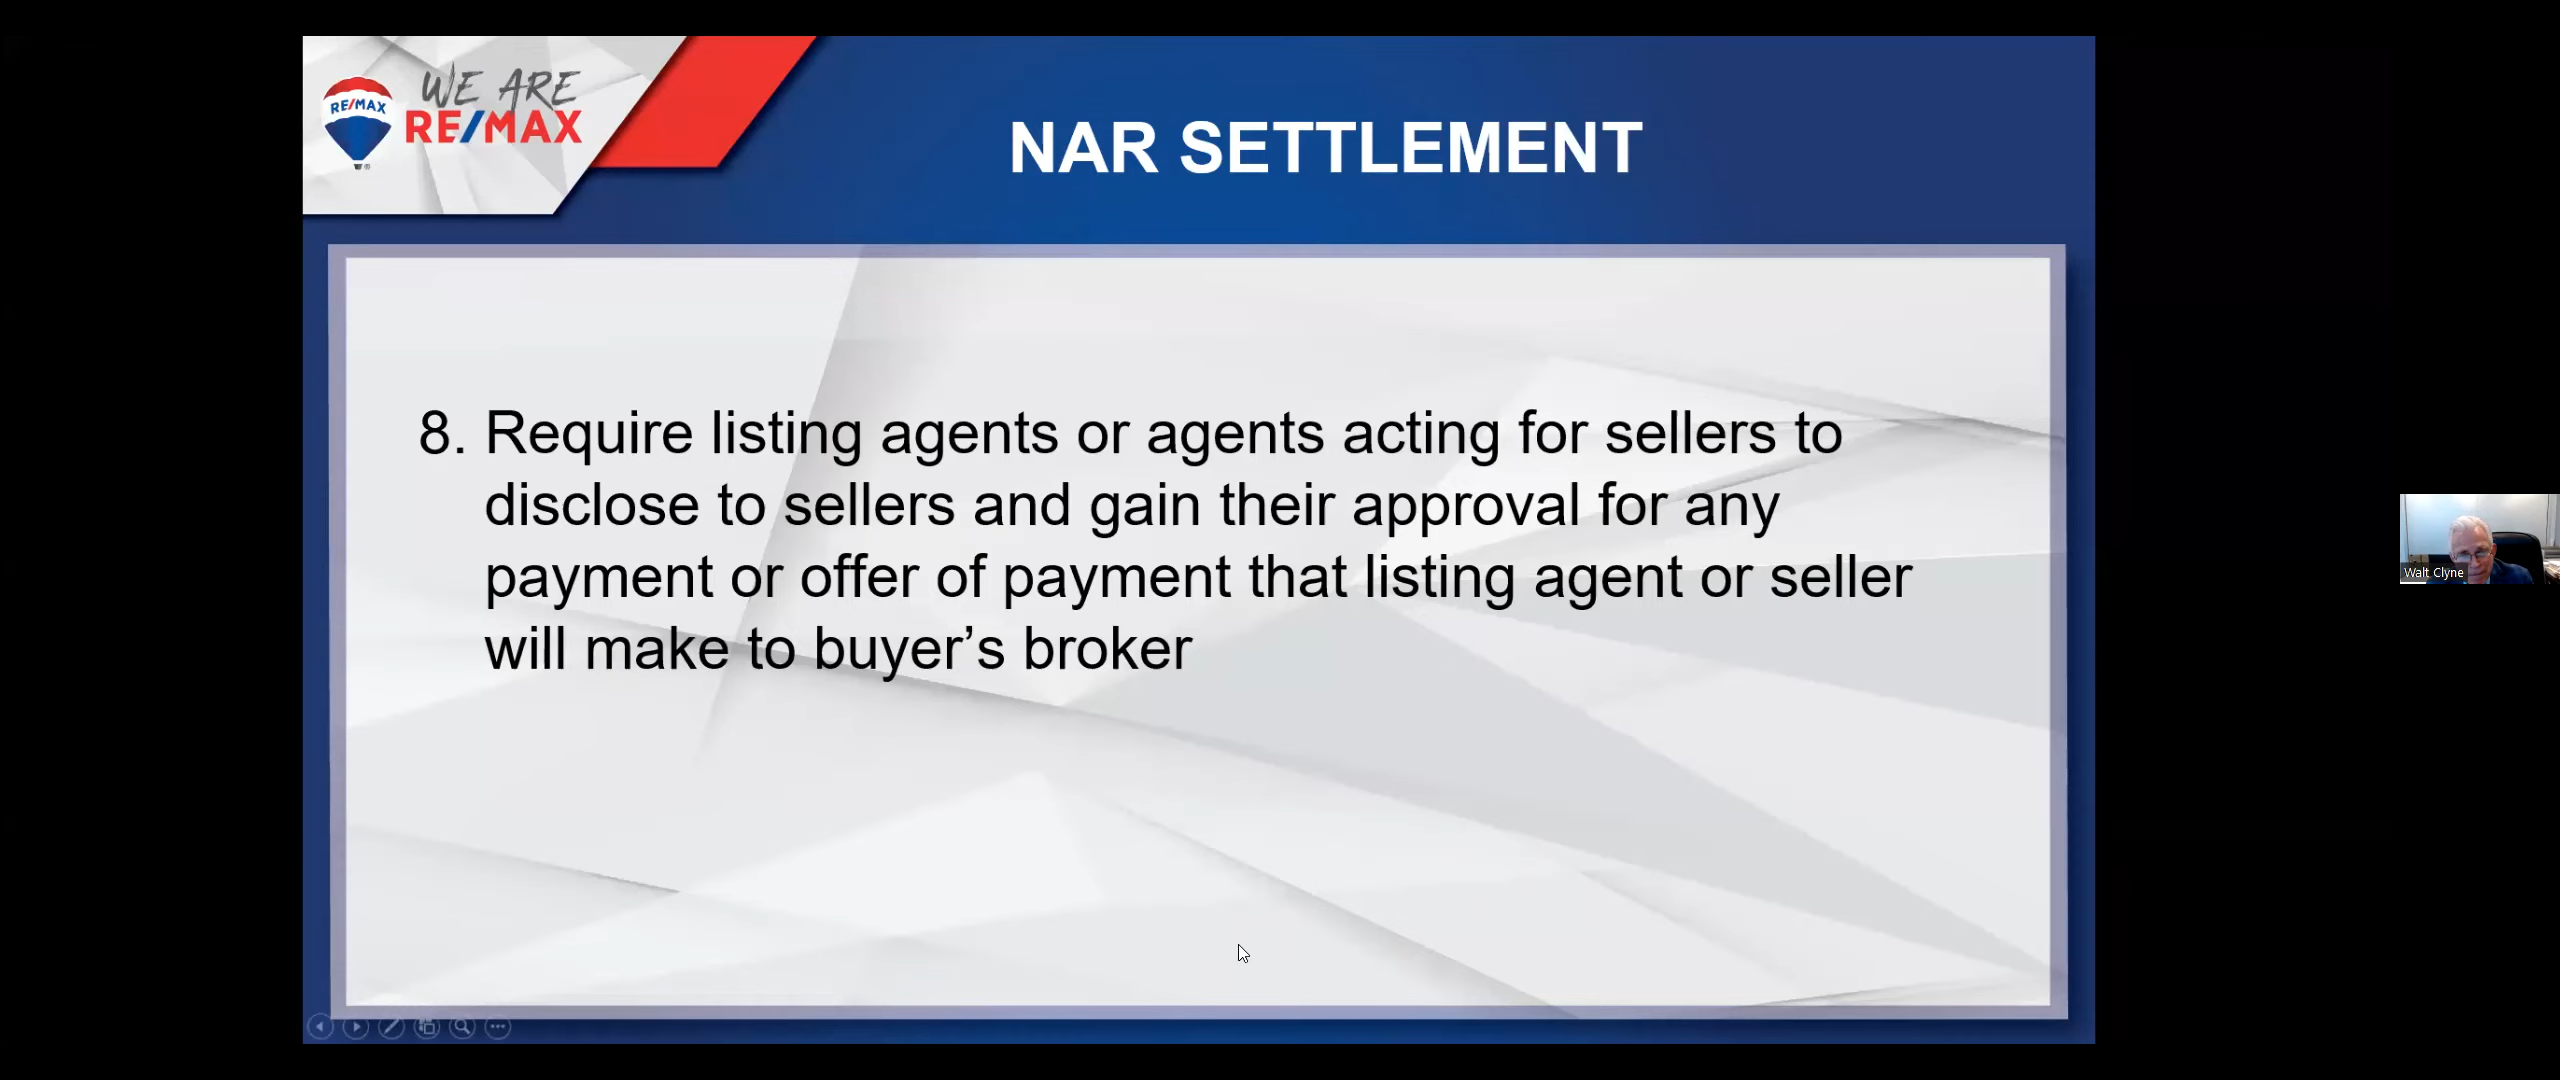 WE ARE
RE/MAX
RE/MAX
NAR SETTLEMENT
8. Require listing agents or agents acting for sellers to
disclose to sellers and gain their approval for any
payment or offer of payment that listing agent or seller
will make to buyer’s broker
Walt Clyne